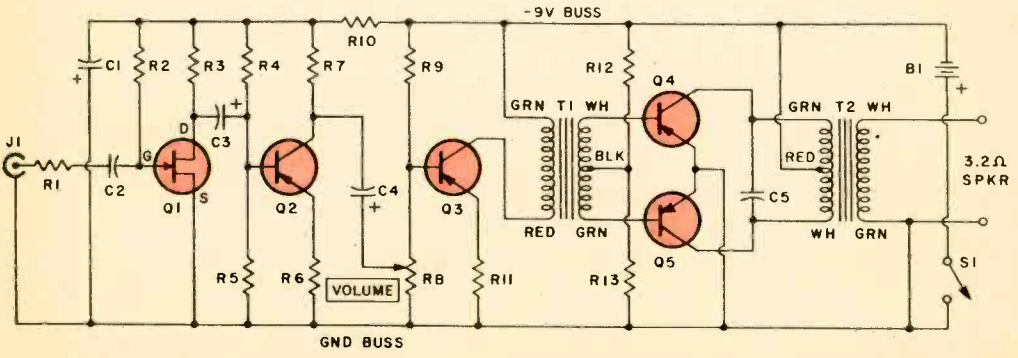 -9V BUSS
R10
C1
+
R2
R3
R4
R7
R9
R12
Q4
B1
+
GRN T1 WH
GRN T2 WH
J1
D
C3
+
G
S
R1
C2
Q1
Q2
C4
+
Q3
BLK
RED
C5
3.2Ω
SPKR
RED
GRN
WH
GRN
Q5
S1
R5
R6
VOLUME
R8
R11
R13
GND BUSS